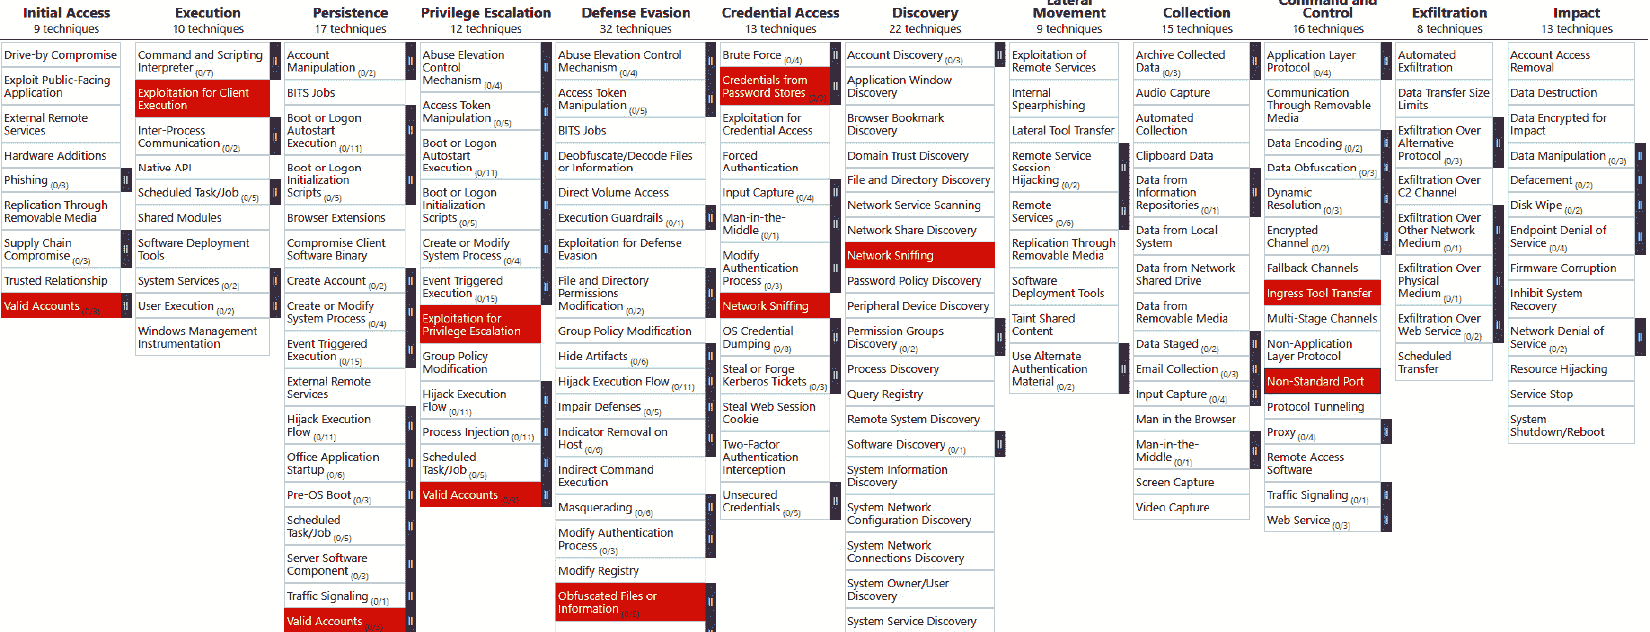 Initial Access
9 techniques
Drive-by Compromise
Exploit Public-Facing
Application
External Remote
Services
Hardware Additions
Phishing (0/3)
Replication Through
Removable Media
Supply Chain
Compromise (0/3)
Trusted Relationship
Valid Accounts
Execution
10 techniques
Command and Scripting
Interpreter (0/7)
Exploitation for Client
Execution
Inter-Process
Communication (0/2)
Native API
Scheduled Task/Job (0/5)
Shared Modules
Software Deployment
Tools
System Services (0/2)
User Execution (0/2)
Windows Management
Instrumentation
Persistence
17 techniques
Account
Manipulation (0/2)
BITS Jobs
Boot or Logon
Autostart
Execution (0/11)
Boot or Logon
Initialization
Scripts (0/5)
Browser Extensions
Compromise Client
Software Binary
Create Account (0/2)
Create or Modify
System Process (0/4)
Event Triggered
Execution (0/15)
External Remote
Services
Hijack Execution
Flow (0/11)
Office Application
Startup (0/6)
Pre-OS Boot (0/3)
Scheduled
Task/Job (0/5)
Server Software
Component (0/3)
Traffic Signaling (0/1)
Valid Accounts
Privilege Escalation
12 techniques
Abuse Elevation
Control
Mechanism (0/4)
Access Token
Manipulation (0/5)
Boot or Logon
Autostart
Execution (0/11)
Boot or Logon
Initialization
Scripts (0/5)
Create or Modify
System Process (0/4)
Event Triggered
Execution (0/15)
Exploitation for
Privilege Escalation
Group Policy
Modification
Hijack Execution
Flow (0/11)
Process Injection (0/11)
Scheduled
Task/Job (0/5)
Valid Accounts
Defense Evasion
32 techniques
Abuse Elevation Control
Mechanism (0/4)
Access Token
Manipulation (0/5)
BITS Jobs
Deobfuscate/Decode Files
or Information
Direct Volume Access
Execution Guardrails (0/1)
Exploitation for Defense
Evasion
File and Directory
Permissions
Modification (0/2)
Group Policy Modification
Hide Artifacts (0/6)
Hijack Execution Flow (0/11)
Impair Defenses (0/5)
Indicator Removal on
Host (0/6)
Indirect Command
Execution
Masquerading (0/6)
Modify Authentication
Process (0/3)
Modify Registry
Obfuscated Files or
Information
Credential Access
13 techniques
Brute Force (0/4)
Credentials from
Password Stores
Exploitation for
Credential Access
Forced
Authentication
Input Capture (0/4)
Man-in-the-
Middle (0/1)
Modify
Authentication
Process (0/3)
Network Sniffing
OS Credential
Dumping (0/8)
Steal or Forge
Kerberos Tickets (0/3)
Steal Web Session
Cookie
Two-Factor
Authentication
Interception
Unsecured
Credentials (0/5)
Discovery
22 techniques
Account Discovery (0/3)
Application Window
Discovery
Browser Bookmark
Discovery
Domain Trust Discovery
File and Directory Discovery
Network Service Scanning
Network Share Discovery
Network Sniffing
Password Policy Discovery
Peripheral Device Discovery
Permission Groups
Discovery (0/2)
Process Discovery
Query Registry
Remote System Discovery
Software Discovery (0/1)
System Information
Discovery
System Network
Configuration Discovery
System Network
Connections Discovery
System Owner/User
Discovery
System Service Discovery
Lateral
Movement
9 techniques
Exploitation of
Remote Services
Internal
Spearphishing
Lateral Tool Transfer
Remote Service
Session
Hijacking (0/2)
Remote
Services (0/6)
Replication Through
Removable Media
Software
Deployment Tools
Taint Shared
Content
Use Alternate
Authentication
Material (0/2)
Collection
15 techniques
Archive Collected
Data (0/3)
Audio Capture
Automated
Collection
Clipboard Data
Data from
Information
Repositories (0/1)
Data from Local
System
Data from Network
Shared Drive
Data from
Removable Media
Data Staged (0/2)
Email Collection (0/3)
Input Capture (0/4)
Man in the Browser
Man-in-the-
Middle (0/1)
Screen Capture
Video Capture
Command and
Control
16 techniques
Application Layer
Protocol (0/4)
Communication
Through Removable
Media
Data Encoding (0/2)
Data Obfuscation (0/3)
Dynamic
Resolution (0/3)
Encrypted
Channel (0/2)
Fallback Channels
Ingress Tool Transfer
Multi-Stage Channels
Non-Application
Layer Protocol
Non-Standard Port
Protocol Tunneling
Proxy (0/4)
Remote Access
Software
Traffic Signaling (0/1)
Web Service (0/3)
Exfiltration
8 techniques
Automated
Exfiltration
Data Transfer Size
Limits
Exfiltration Over
Alternative
Protocol (0/3)
Exfiltration Over
C2 Channel
Exfiltration Over
Other Network
Medium (0/1)
Exfiltration Over
Physical
Medium (0/1)
Exfiltration Over
Web Service (0/2)
Scheduled
Transfer
Impact
13 techniques
Account Access
Removal
Data Destruction
Data Encrypted for
Impact
Data Manipulation (0/3)
Defacement (0/2)
Disk Wipe (0/2)
Endpoint Denial of
Service (0/4)
Firmware Corruption
Inhibit System
Recovery
Network Denial of
Service (0/2)
Resource Hijacking
Service Stop
System
Shutdown/Reboot